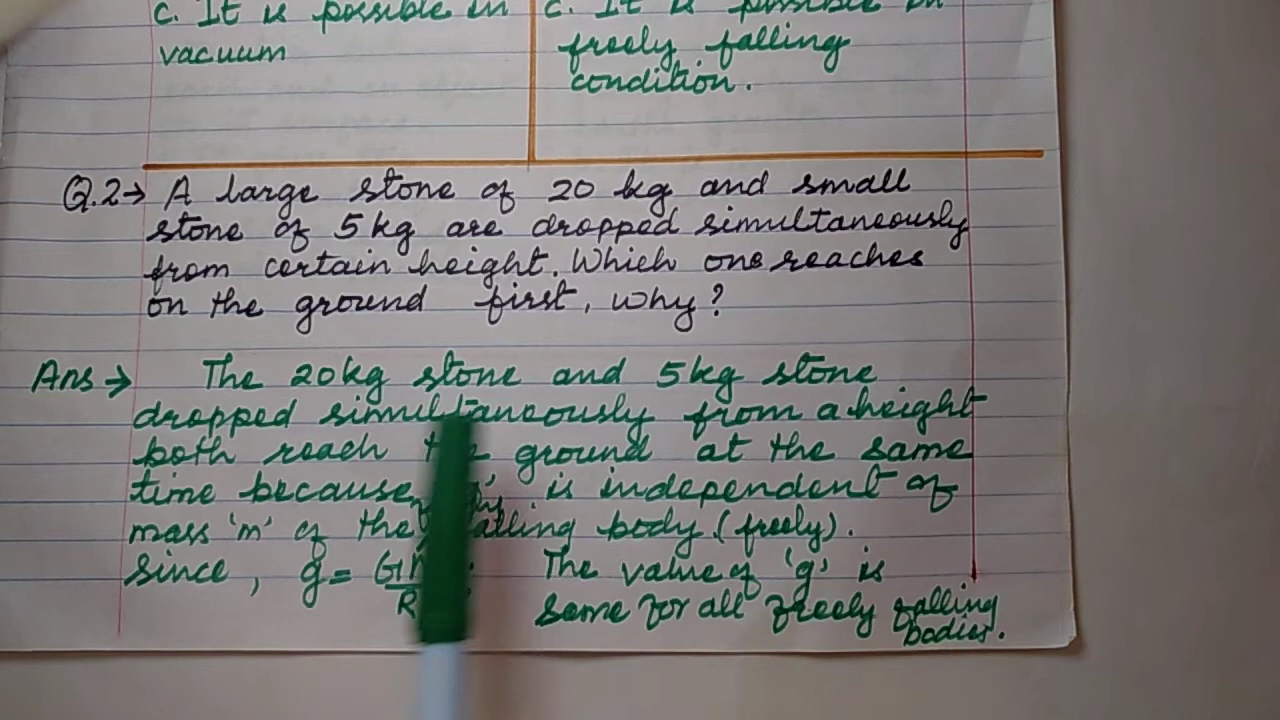 c. It is possible in
vacuum
c. It is possible in
freely falling
condition.
Q.2→ A large stone of 20 kg and small
stone of 5 kg are dropped simultaneously
from certain height. Which one reaches
on the ground first, why?
Ans → The 20kg stone and 5kg stone
dropped simultaneously from a height
both reach the ground at the same
time because is independent of
mass 'm' of the falling body (freely).
Since, g = GM
R
The value of 'g' is
same for all freely falling
bodies.